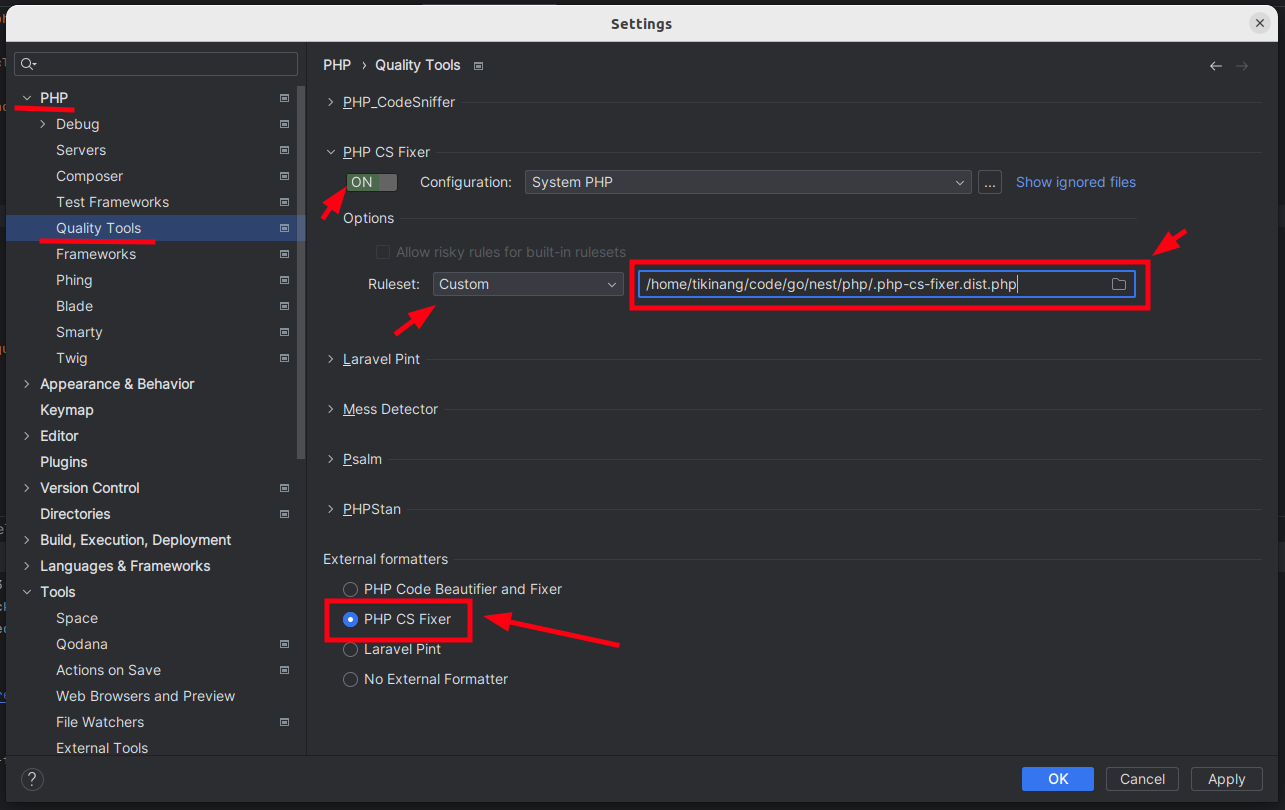 Settings
PHP
Debug
Servers
Composer
Test Frameworks
Quality Tools
Frameworks
Phing
Blade
Smarty
Twig
Appearance & Behavior
Keymap
Editor
Plugins
Version Control
Directories
Build, Execution, Deployment
Languages & Frameworks
Tools
Space
Qodana
Actions on Save
Web Browsers and Preview
File Watchers
External Tools
PHP › Quality Tools
PHP_CodeSniffer
PHP CS Fixer
ON Configuration: System PHP ... Show ignored files
Options
Allow risky rules for built-in rulesets
Ruleset: Custom /home/tikinang/code/go/nest/php/.php-cs-fixer.dist.php
Laravel Pint
Mess Detector
Psalm
PHPStan
External formatters
PHP Code Beautifier and Fixer
PHP CS Fixer
Laravel Pint
No External Formatter
? OK Cancel Apply